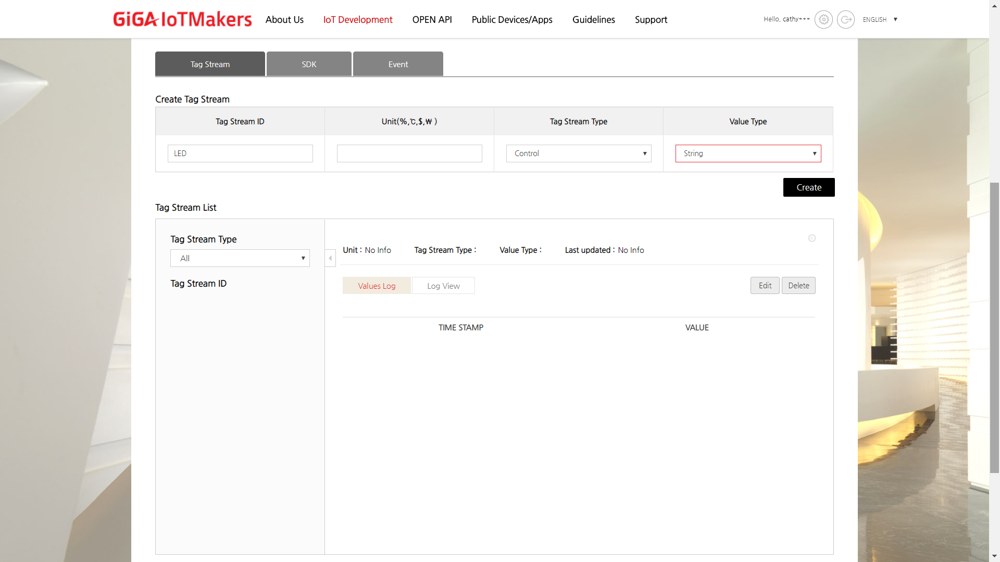 GiGA IoTMakers About Us IoT Development OPEN API Public Devices/Apps Guidelines Support Hello, cathy*** ENGLISH ▼
Tag Stream SDK Event
Create Tag Stream
Tag Stream ID Unit(%,℃,$,₩ ) Tag Stream Type Value Type
LED Control ▼ String ▼
Create
Tag Stream List
Tag Stream Type
All ▼
Tag Stream ID
©
Unit : No Info Tag Stream Type : Value Type : Last updated : No Info
Values Log Log View Edit Delete
TIME STAMP VALUE